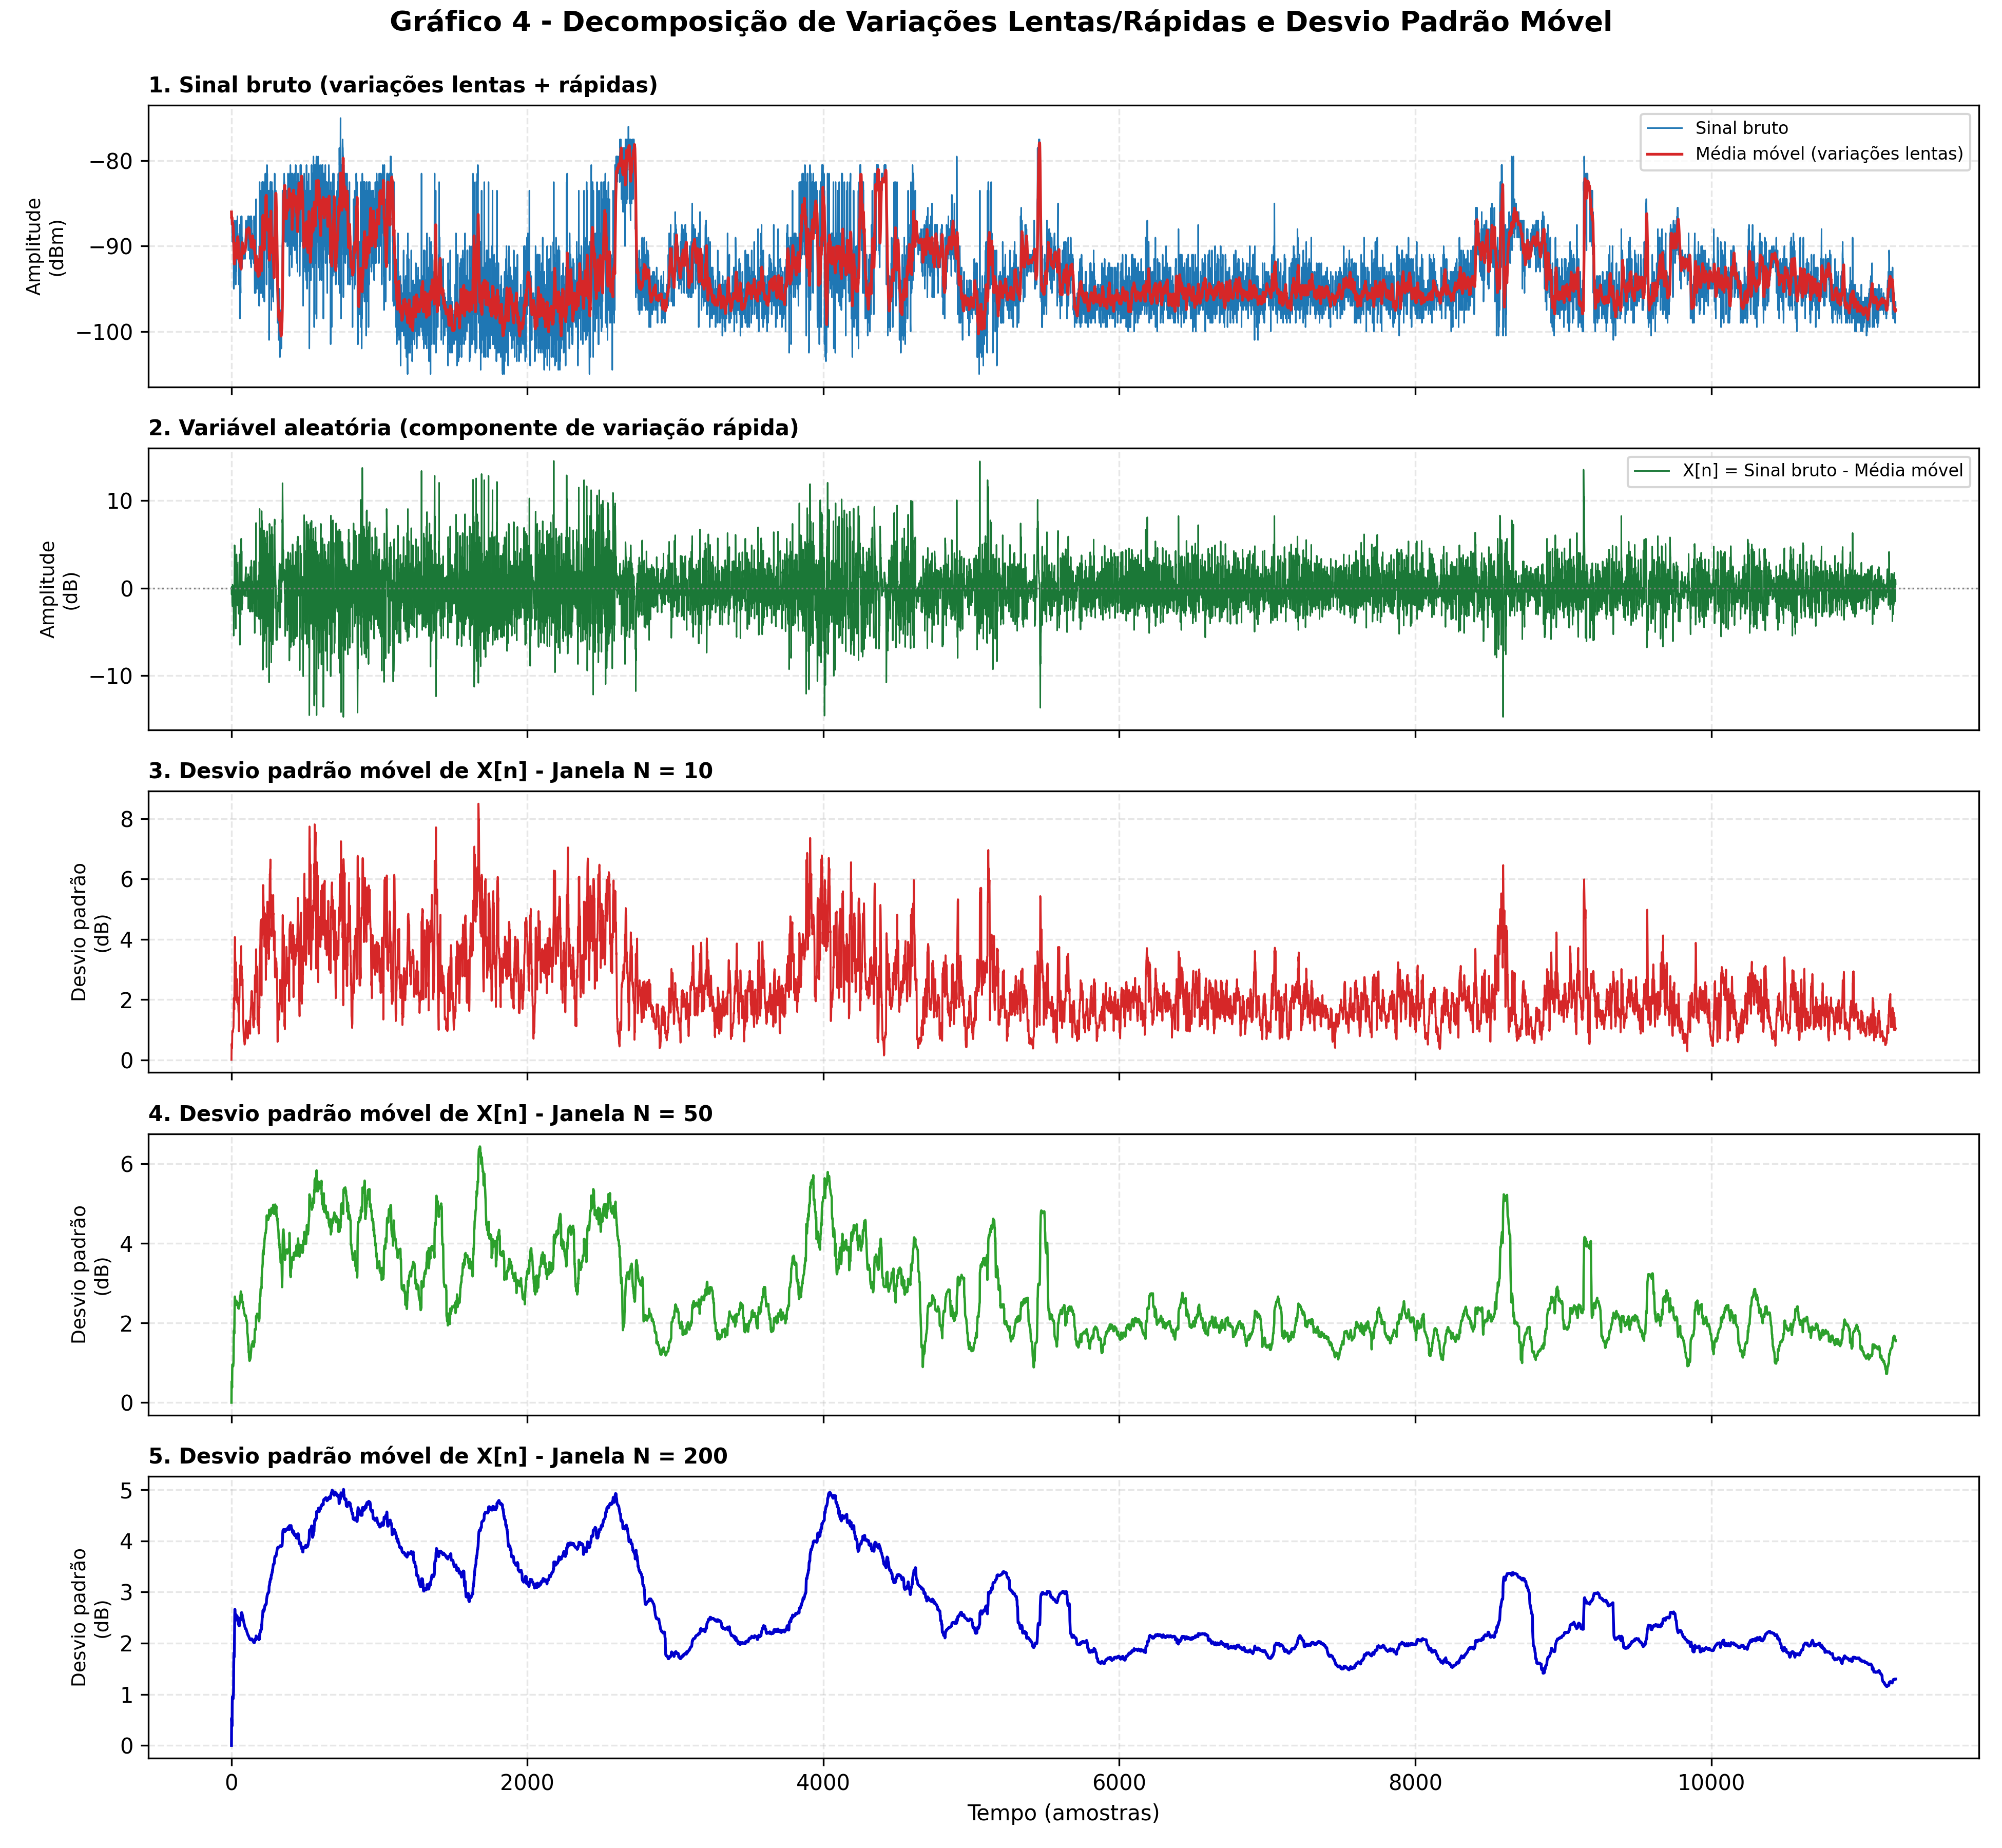 Gráfico 4 - Decomposição de Variações Lentas/Rápidas e Desvio Padrão Móvel
1. Sinal bruto (variações lentas + rápidas)
Amplitude
(dBm)
−80
−90
−100
Sinal bruto
Média móvel (variações lentas)
2. Variável aleatória (componente de variação rápida)
Amplitude
(dB)
10
0
−10
X[n] = Sinal bruto - Média móvel
3. Desvio padrão móvel de X[n] - Janela N = 10
Desvio padrão
(dB)
8
6
4
2
0
4. Desvio padrão móvel de X[n] - Janela N = 50
Desvio padrão
(dB)
6
4
2
0
5. Desvio padrão móvel de X[n] - Janela N = 200
Desvio padrão
(dB)
5
4
3
2
1
0
0 2000 4000 6000 8000 10000
Tempo (amostras)